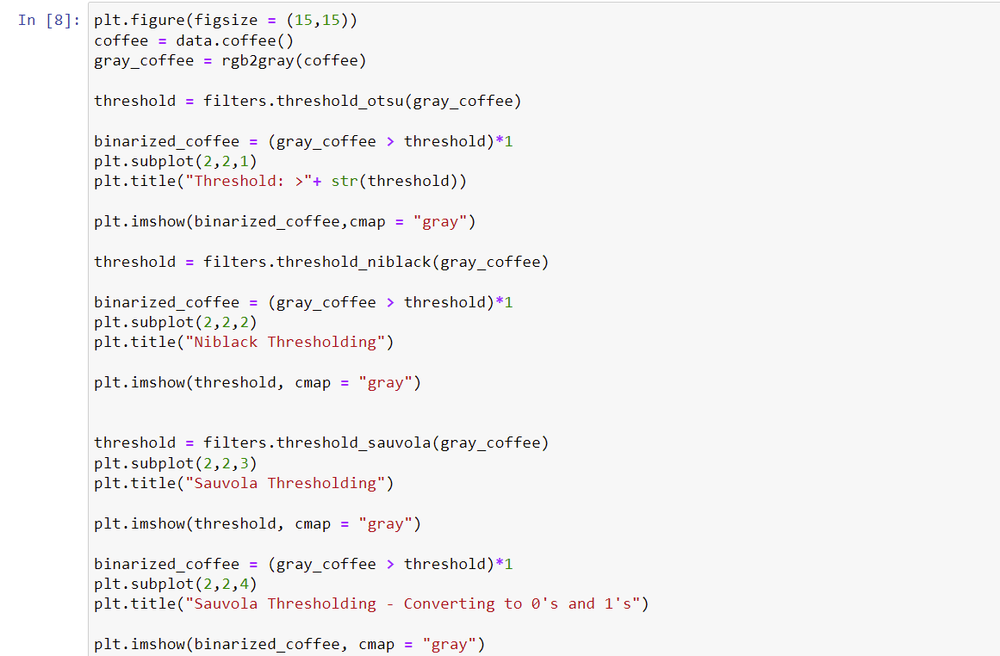 In [8]: plt.figure(figsize = (15,15))
coffee = data.coffee()
gray_coffee = rgb2gray(coffee)
threshold = filters.threshold_otsu(gray_coffee)
binarized_coffee = (gray_coffee > threshold)*1
plt.subplot(2,2,1)
plt.title("Threshold: >"+ str(threshold))
plt.imshow(binarized_coffee,cmap = "gray")
threshold = filters.threshold_niblack(gray_coffee)
binarized_coffee = (gray_coffee > threshold)*1
plt.subplot(2,2,2)
plt.title("Niblack Thresholding")
plt.imshow(threshold, cmap = "gray")
threshold = filters.threshold_sauvola(gray_coffee)
plt.subplot(2,2,3)
plt.title("Sauvola Thresholding")
plt.imshow(threshold, cmap = "gray")
binarized_coffee = (gray_coffee > threshold)*1
plt.subplot(2,2,4)
plt.title("Sauvola Thresholding - Converting to 0's and 1's")
plt.imshow(binarized_coffee, cmap = "gray")